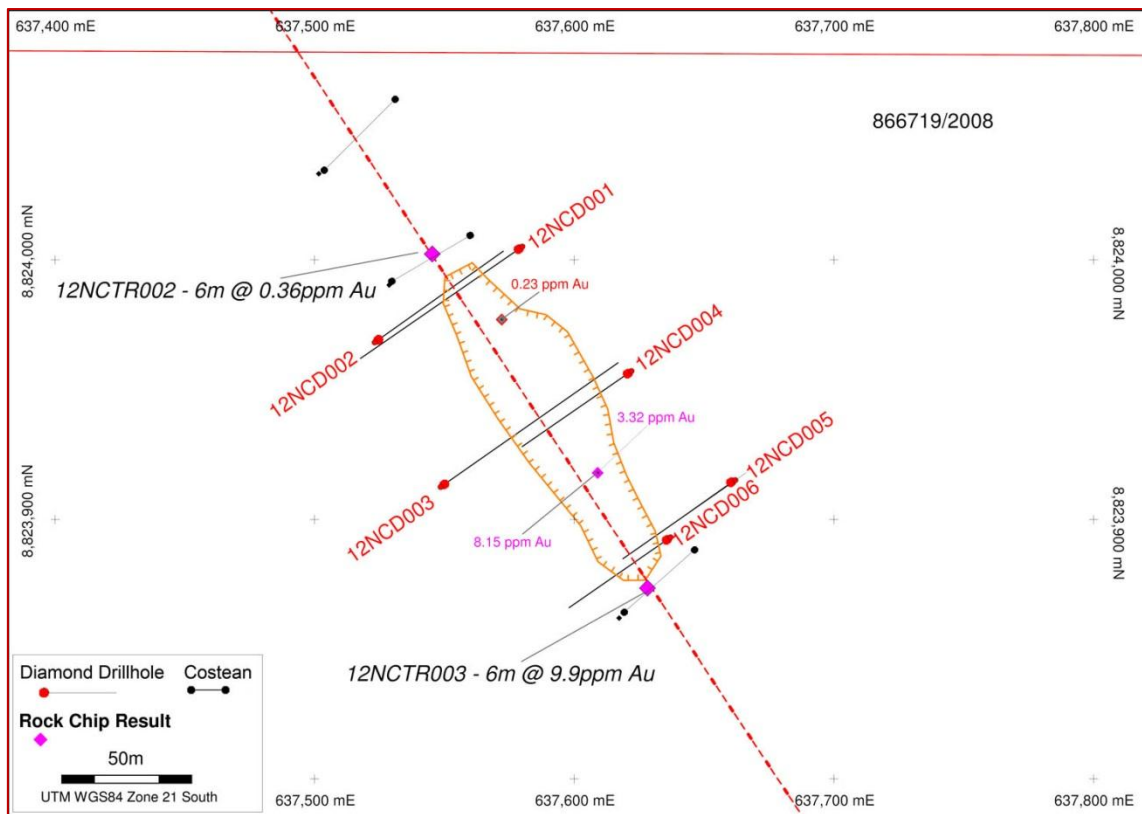 637,400 mE
637,500 mE
637,600 mE
637,700 mE
637,800 mE
866719/2008
8,824,000 mN
8,824,000 mN
12NCD001
12NCTR002 - 6m @ 0.36ppm Au
0.23 ppm Au
12NCD002
12NCD004
3.32 ppm Au
12NCD005
12NCD003
12NCD006
8,823,900 mN
8,823,900 mN
8.15 ppm Au
12NCTR003 - 6m @ 9.9ppm Au
Diamond Drillhole
Costean
Rock Chip Result
50m
UTM WGS84 Zone 21 South
637,500 mE
637,600 mE
637,700 mE
637,800 mE